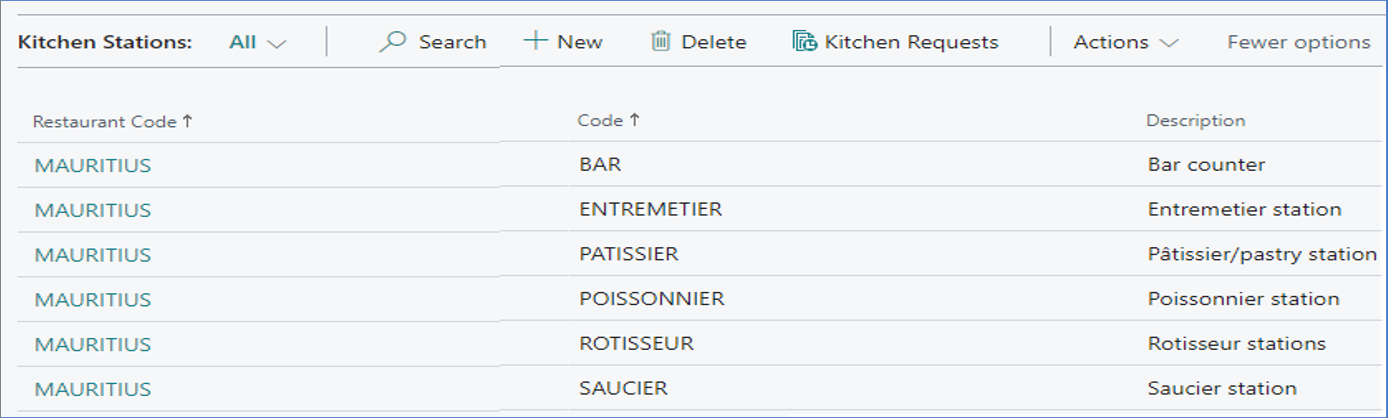 Kitchen Stations: All Search New Delete Kitchen Requests Actions Fewer options
Restaurant Code ↑ Code ↑ Description
MAURITIUS BAR Bar counter
MAURITIUS ENTREMETIER Entremetier station
MAURITIUS PATISSIER Pâtissier/pastry station
MAURITIUS POISSONNIER Poissonnier station
MAURITIUS ROTISSEUR Rotisseur stations
MAURITIUS SAUCIER Saucier station